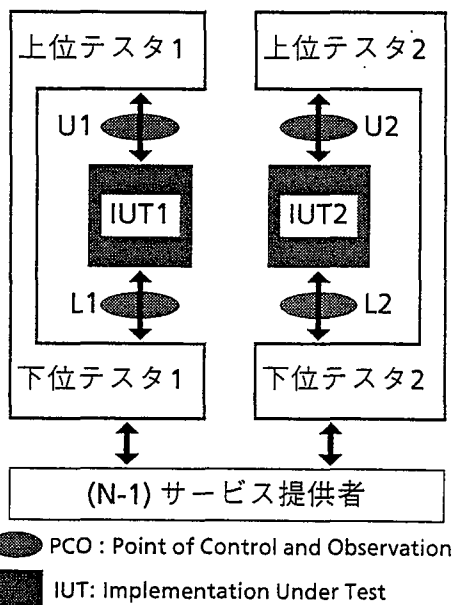 上位テスタ1
上位テスタ2
U1
U2
IUT1
IUT2
L1
L2
下位テスタ1
下位テスタ2
(N-1) サービス提供者
PCO : Point of Control and Observation
IUT: Implementation Under Test